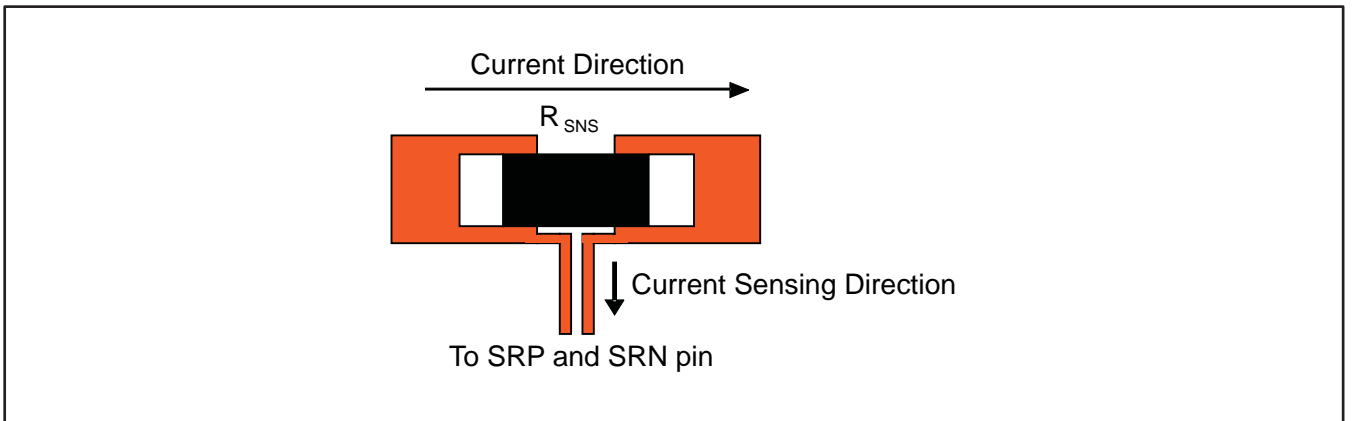 Current Direction
R SNS
Current Sensing Direction
To SRP and SRN pin